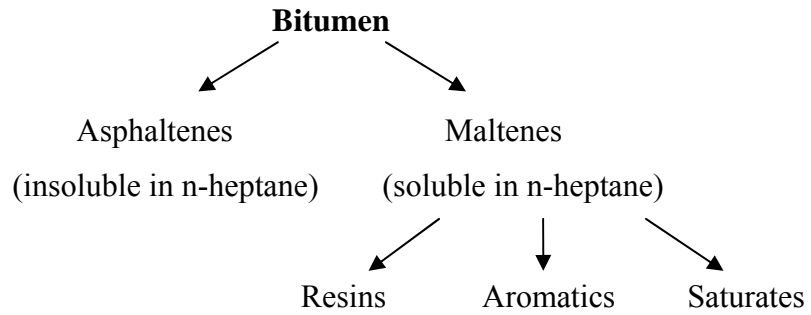 Bitumen
Asphaltenes Maltenes
(insoluble in n-heptane) (soluble in n-heptane)
Resins Aromatics Saturates